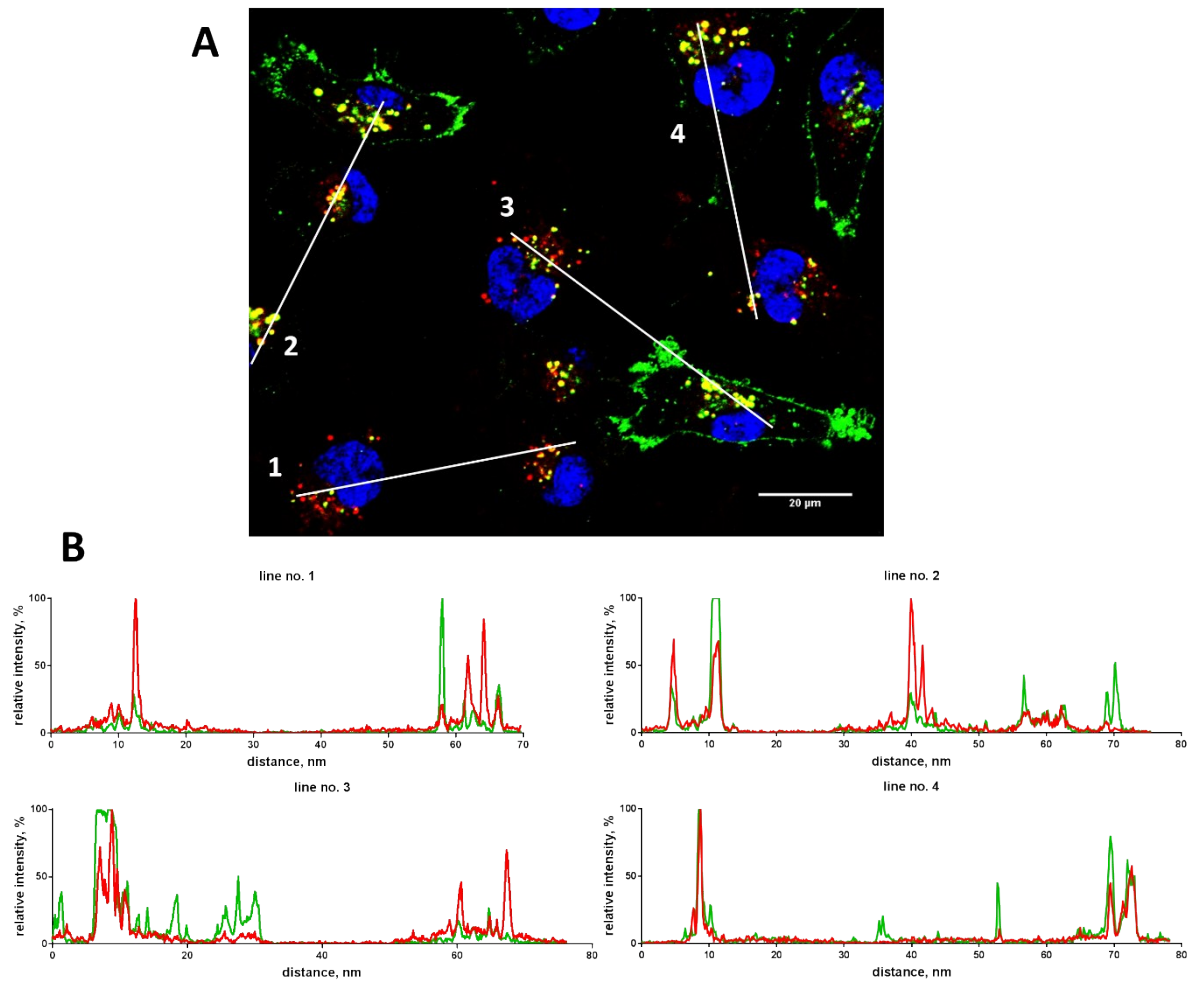 A
4
3
2
1
20 µm
B
line no. 1
relative intensity, %
100
50
0
0 10 20 30 40 50 60 70
distance, nm
line no. 2
relative intensity, %
100
50
0
0 10 20 30 40 50 60 70 80
distance, nm
line no. 3
relative intensity, %
100
50
0
0 20 40 60 80
distance, nm
line no. 4
relative intensity, %
100
50
0
0 10 20 30 40 50 60 70 80
distance, nm